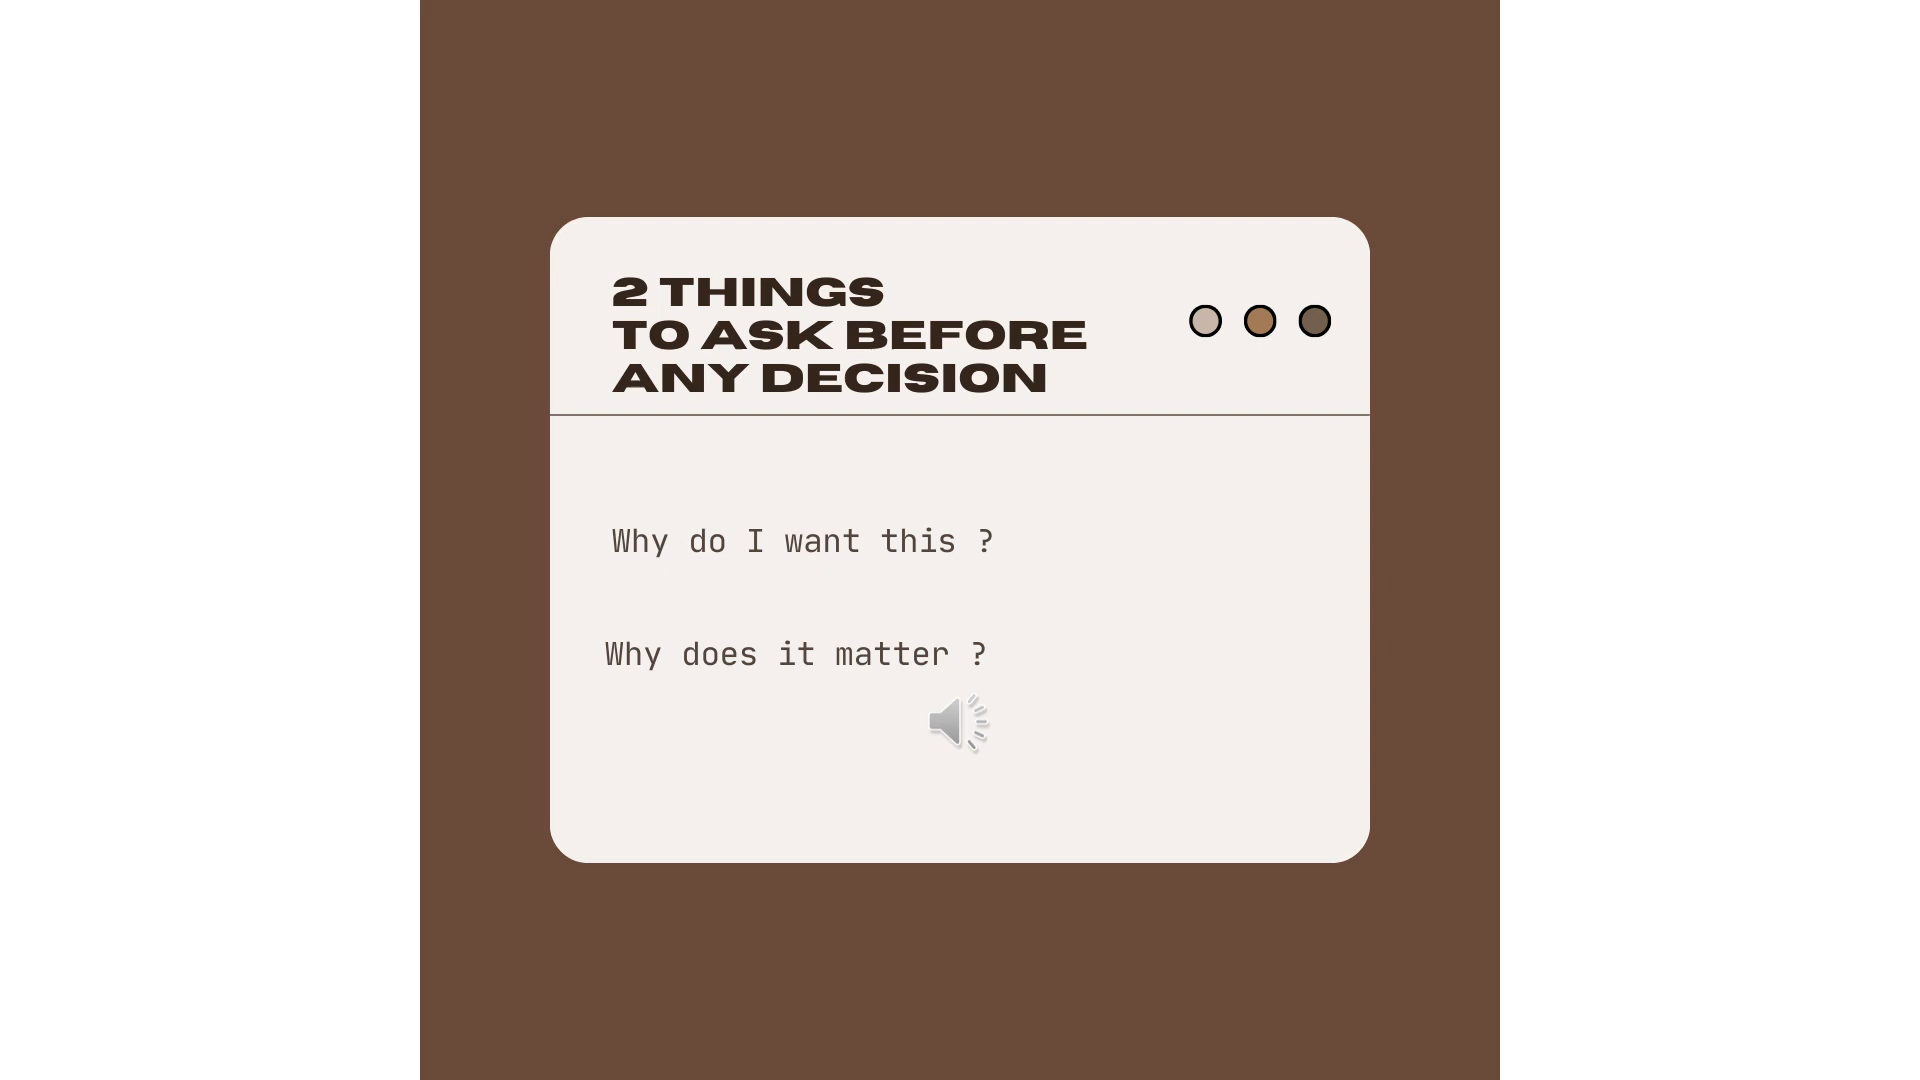 2 THINGS
TO ASK BEFORE
ANY DECISION
Why do I want this ?
Why does it matter ?